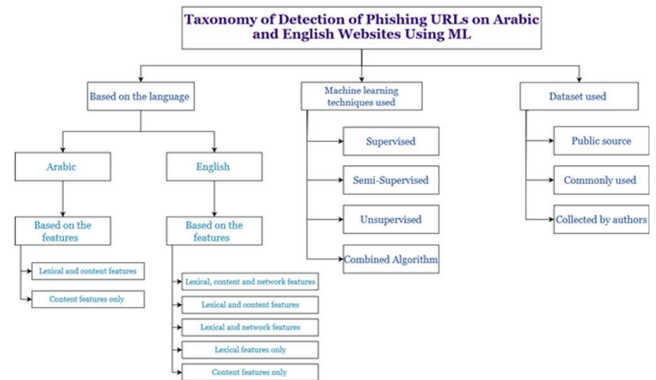 Taxonomy of Detection of Phishing URLs on Arabic
and English Websites Using ML
Based on the language
Machine learning
techniques used
Dataset used
Arabic
English
Based on the
features
Based on the
features
Lexical and content features
Content features only
Lexical, content and network features
Lexical and content features
Lexical and network features
Lexical features only
Content features only
Supervised
Semi-Supervised
Unsupervised
Combined Algorithm
Public source
Commonly used
Collected by authors